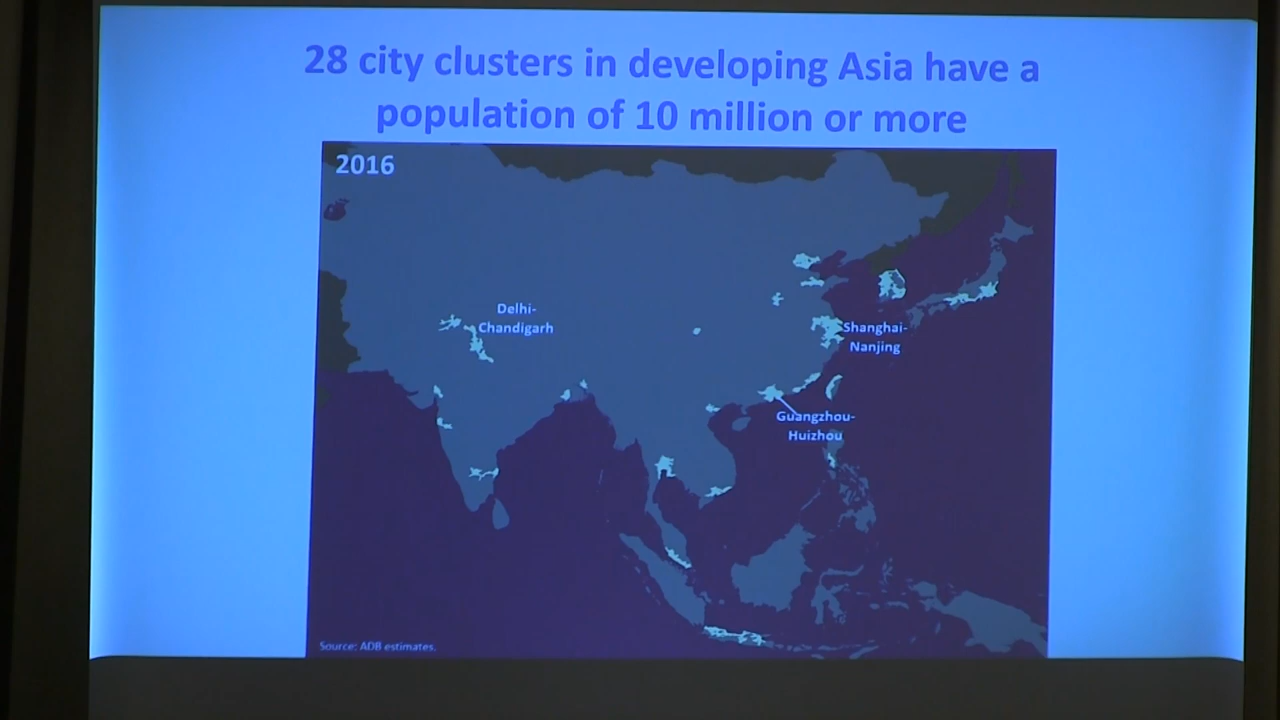 28 city clusters in developing Asia have a
population of 10 million or more
2016
Delhi-
Chandigarh
Shanghai-
Nanjing
Guangzhou-
Huizhou
Source: ADB estimates.